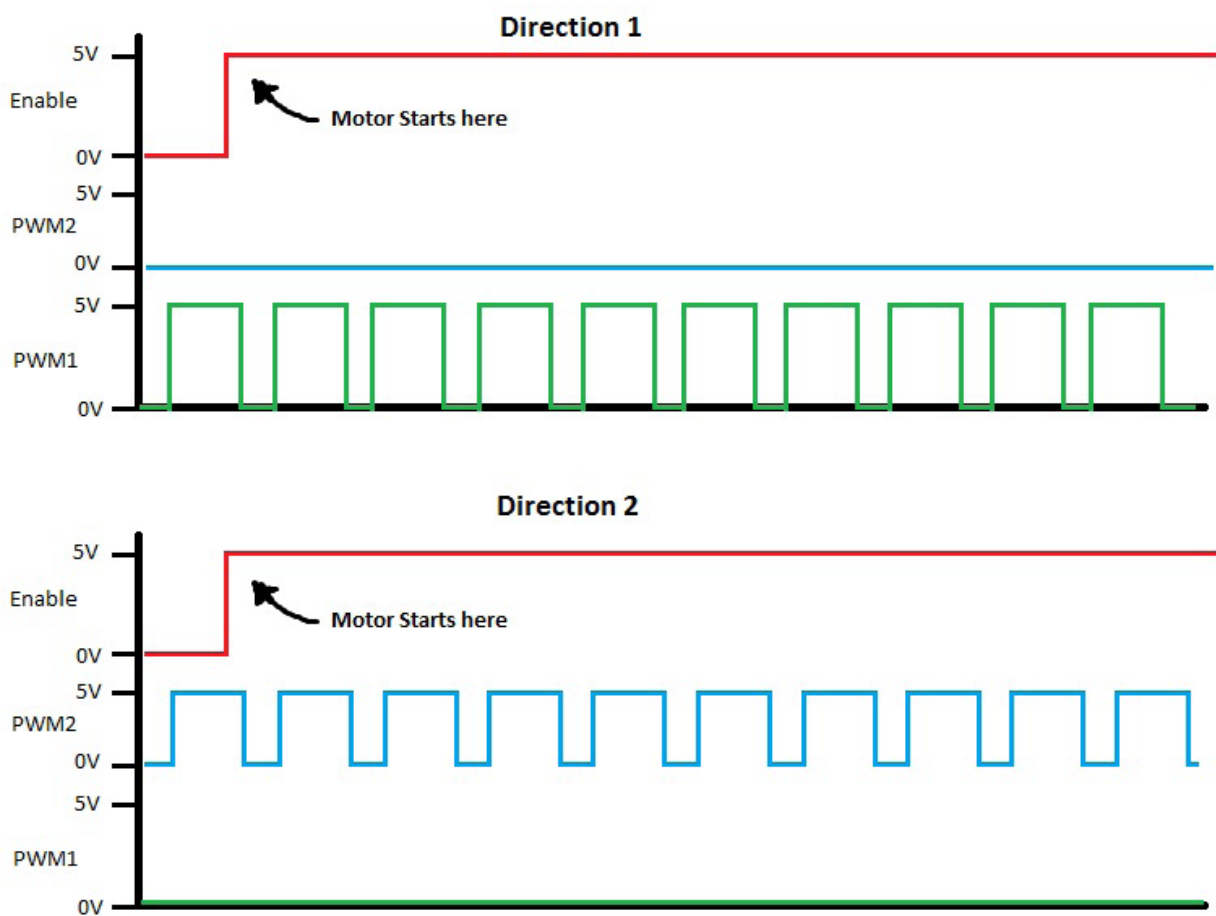 Direction 1
5V
Enable
Motor Starts here
0V
5V
PWM2
0V
5V
PWM1
0V
Direction 2
5V
Enable
Motor Starts here
0V
5V
PWM2
0V
5V
PWM1
0V